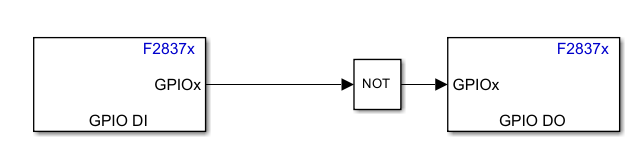 F2837x
GPIOx
GPIO DI
NOT
F2837x
GPIOx
GPIO DO